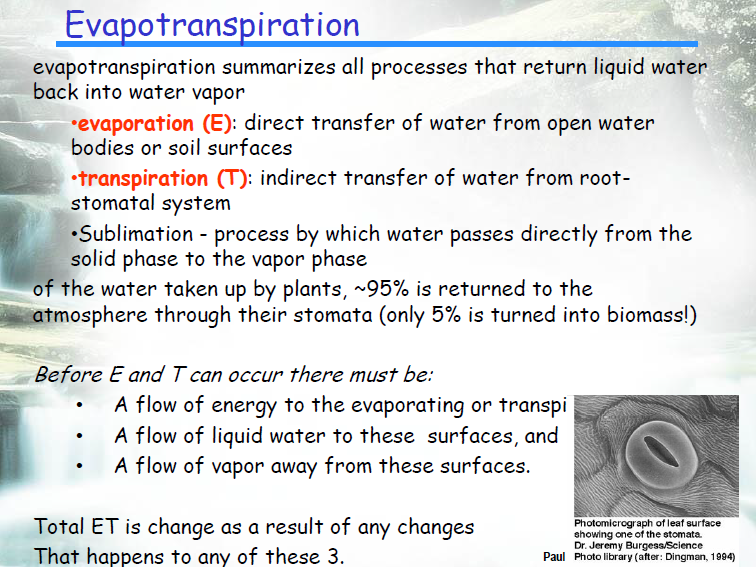 Evapotranspiration
evapotranspiration summarizes all processes that return liquid water
back into water vapor
•evaporation (E): direct transfer of water from open water
bodies or soil surfaces
•transpiration (T): indirect transfer of water from root-
stomatal system
•Sublimation - process by which water passes directly from the
solid phase to the vapor phase
of the water taken up by plants, ~95% is returned to the
atmosphere through their stomata (only 5% is turned into biomass!)
Before E and T can occur there must be:
• A flow of energy to the evaporating or transpi
• A flow of liquid water to these surfaces, and
• A flow of vapor away from these surfaces.
Total ET is change as a result of any changes
That happens to any of these 3.
Photomicrograph of leaf surface
showing one of the stomata.
Dr. Jeremy Burgess/Science
Paul Photo library (after: Dingman, 1994)